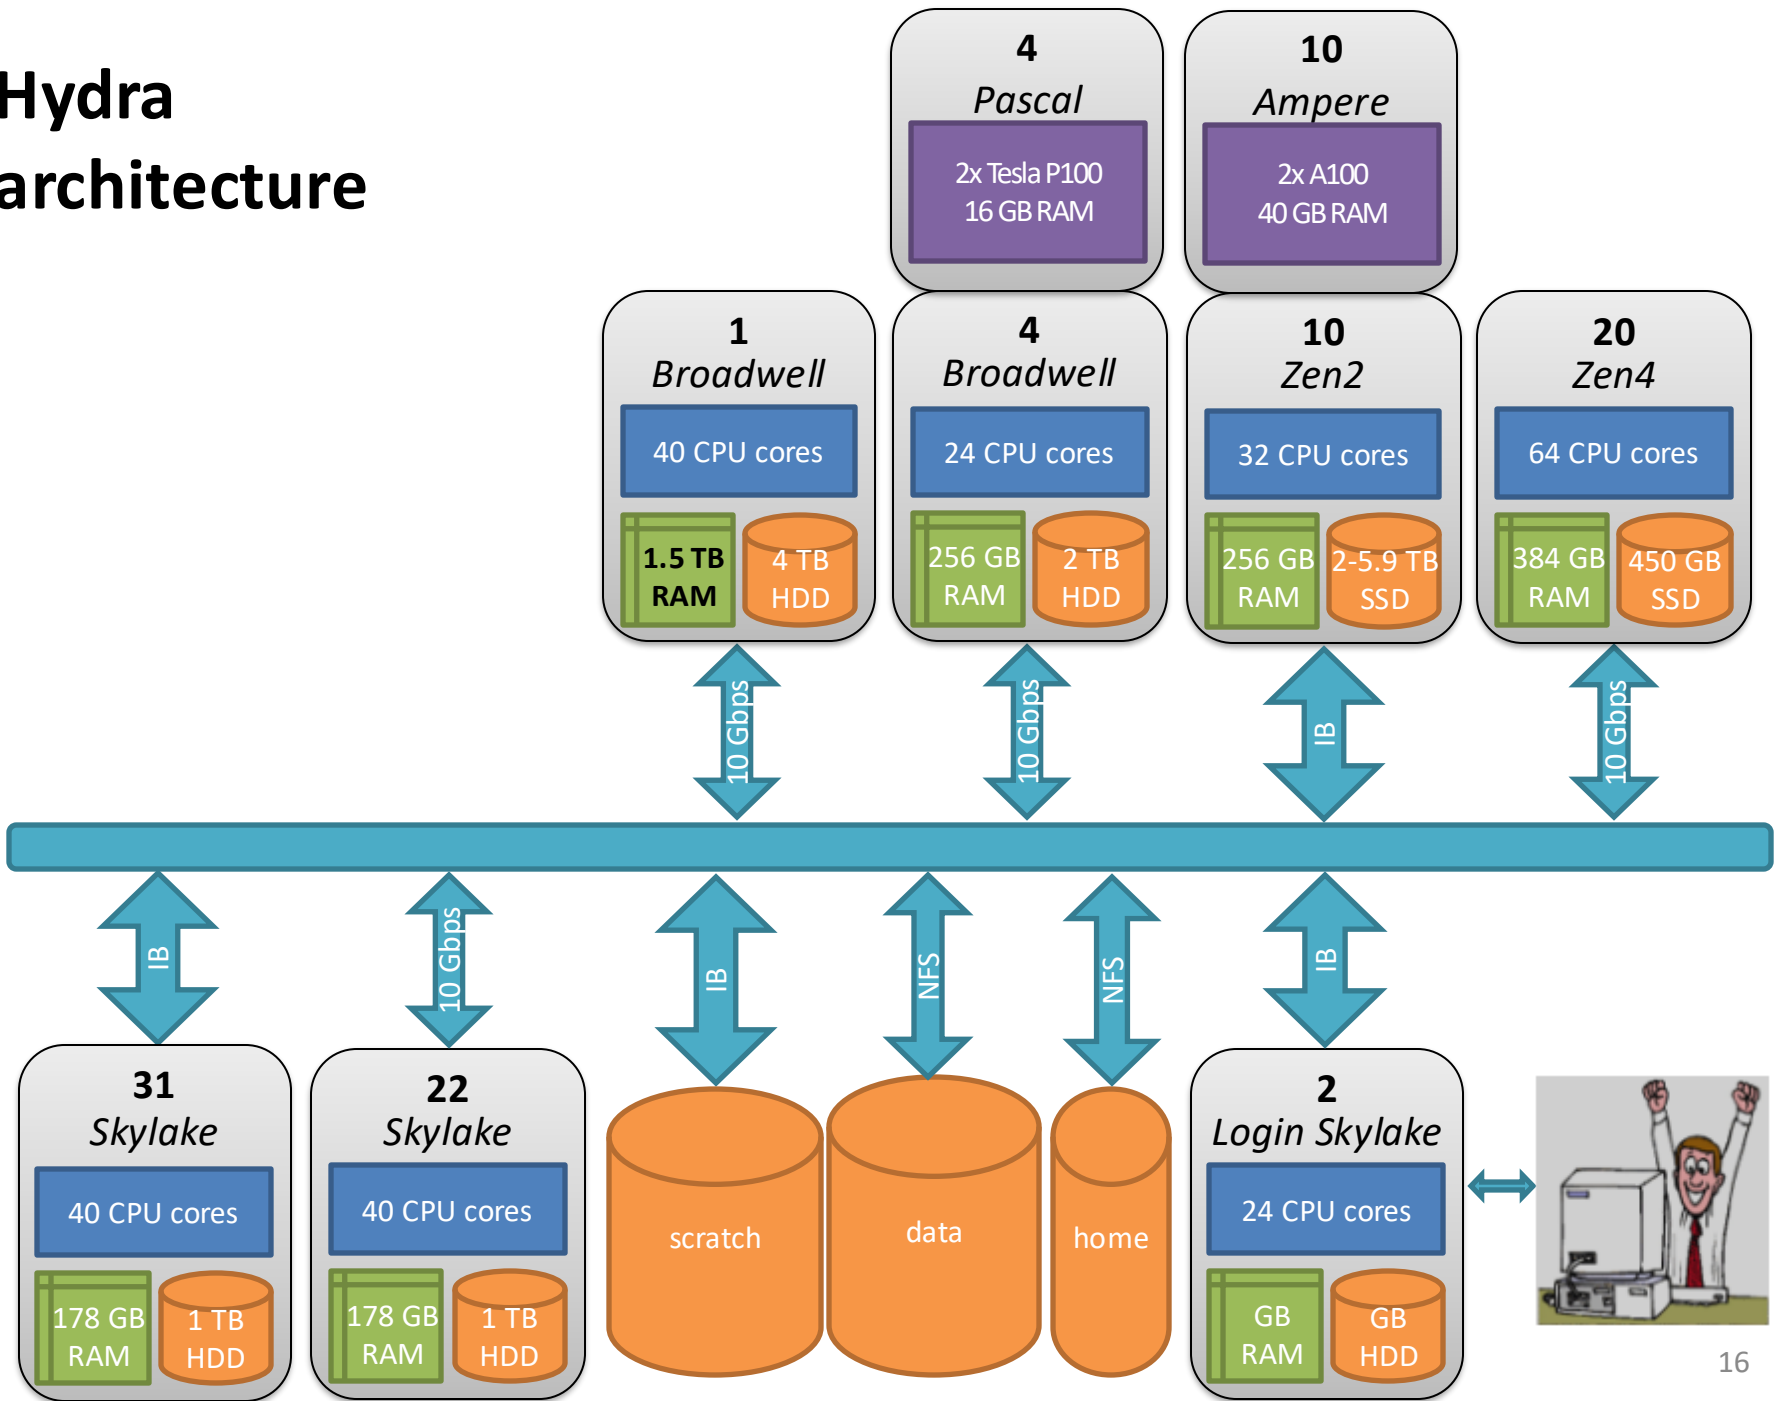 Hydra
architecture
4
Pascal
2x Tesla P100
16 GB RAM
10
Ampere
2x A100
40 GB RAM
1
Broadwell
40 CPU cores
1.5 TB
RAM
4 TB
HDD
4
Broadwell
24 CPU cores
256 GB
RAM
2 TB
HDD
10
Zen2
32 CPU cores
256 GB
RAM
2-5.9 TB
SSD
20
Zen4
64 CPU cores
384 GB
RAM
450 GB
SSD
10 Gbps
10 Gbps
IB
10 Gbps
IB
10 Gbps
IB
NFS
NFS
IB
31
Skylake
40 CPU cores
178 GB
RAM
1 TB
HDD
22
Skylake
40 CPU cores
178 GB
RAM
1 TB
HDD
scratch
data
home
2
Login Skylake
24 CPU cores
GB
RAM
GB
HDD
16